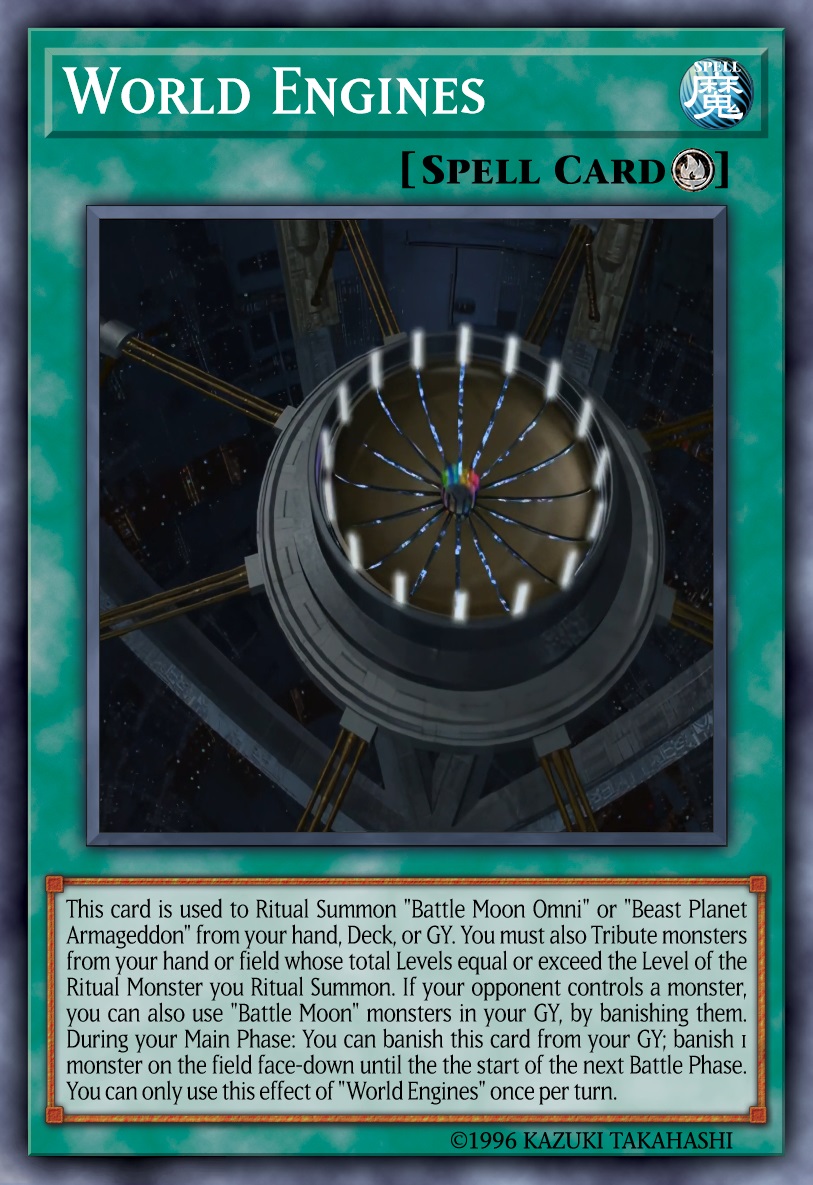 World Engines
SPELL
魔
[Spell Card]
This card is used to Ritual Summon "Battle Moon Omni" or "Beast Planet
Armageddon" from your hand, Deck, or GY. You must also Tribute monsters
from your hand or field whose total Levels equal or exceed the Level of the
Ritual Monster you Ritual Summon. If your opponent controls a monster,
you can also use "Battle Moon" monsters in your GY, by banishing them.
During your Main Phase: You can banish this card from your GY; banish 1
monster on the field face-down until the the start of the next Battle Phase.
You can only use this effect of "World Engines" once per turn.
©1996 KAZUKI TAKAHASHI